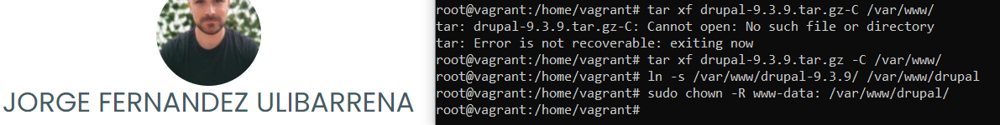 JORGE FERNANDEZ ULIBARRENA
root@vagrant:/home/vagrant# tar xf drupal-9.3.9.tar.gz-C /var/www/
tar: drupal-9.3.9.tar.gz-C: Cannot open: No such file or directory
tar: Error is not recoverable: exiting now
root@vagrant:/home/vagrant# tar xf drupal-9.3.9.tar.gz -C /var/www/
root@vagrant:/home/vagrant# ln -s /var/www/drupal-9.3.9/ /var/www/drupal
root@vagrant:/home/vagrant# sudo chown -R www-data: /var/www/drupal/
root@vagrant:/home/vagrant#